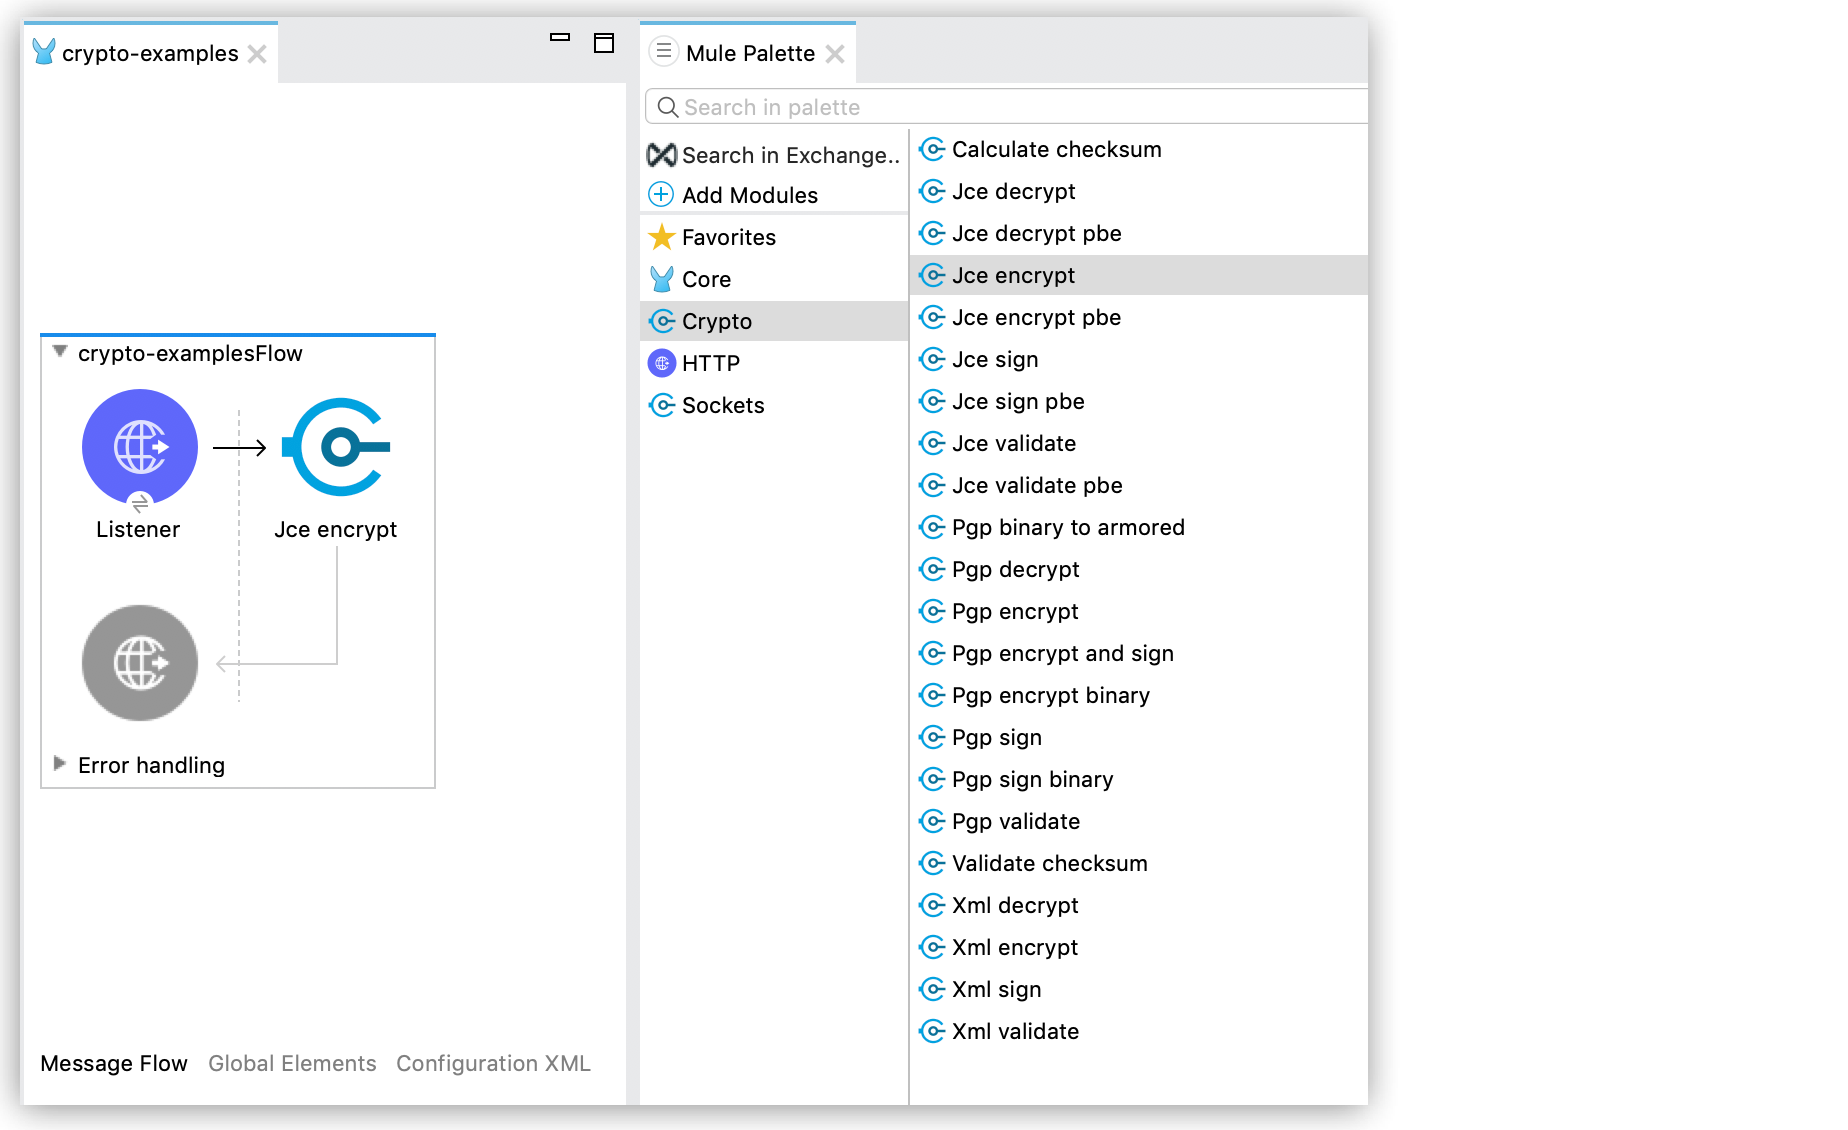 crypto-examples
crypto-examplesFlow
Listener
Jce encrypt
Error handling
Message Flow
Global Elements
Configuration XML
Mule Palette
Search in palette
Search in Exchange..
Add Modules
Favorites
Core
Crypto
HTTP
Sockets
Calculate checksum
Jce decrypt
Jce decrypt pbe
Jce encrypt
Jce encrypt pbe
Jce sign
Jce sign pbe
Jce validate
Jce validate pbe
Pgp binary to armored
Pgp decrypt
Pgp encrypt
Pgp encrypt and sign
Pgp encrypt binary
Pgp sign
Pgp sign binary
Pgp validate
Validate checksum
Xml decrypt
Xml encrypt
Xml sign
Xml validate